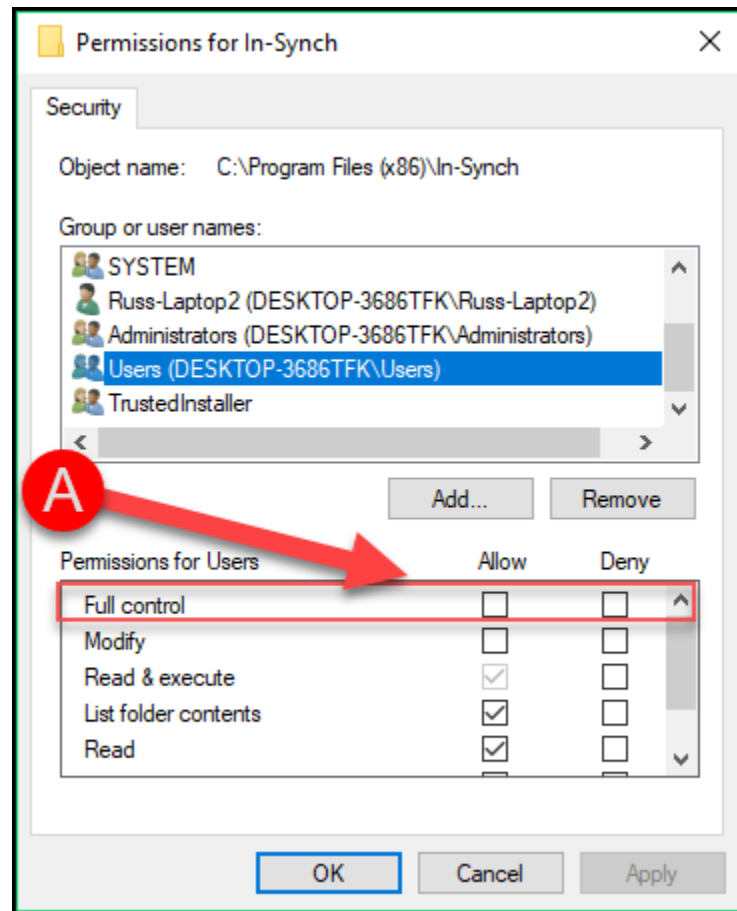 Permissions for In-Synch
Security
Object name: C:\Program Files (x86)\In-Synch
Group or user names:
SYSTEM
Russ-Laptop2 (DESKTOP-3686TFK\Russ-Laptop2)
Administrators (DESKTOP-3686TFK\Administrators)
Users (DESKTOP-3686TFK\Users)
TrustedInstaller
A
Add... Remove
Permissions for Users Allow Deny
Full control
Modify
Read & execute
List folder contents
Read
OK Cancel Apply